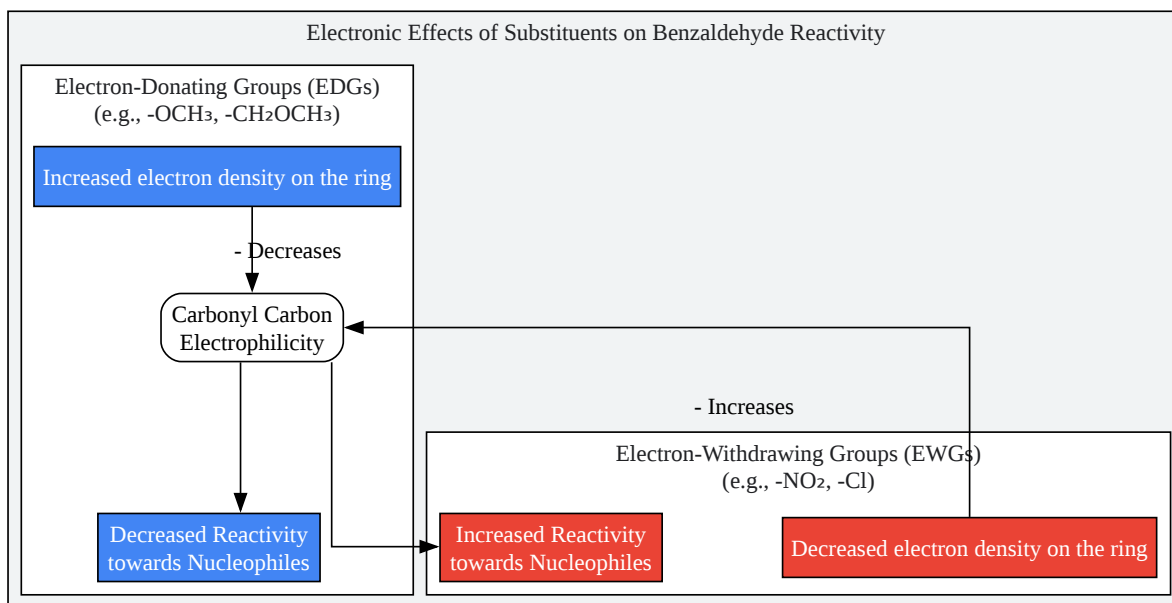 Electronic Effects of Substituents on Benzaldehyde Reactivity
Electron-Donating Groups (EDGs)
(e.g., -OCH₃, -CH₂OCH₃)
Increased electron density on the ring
- Decreases
Carbonyl Carbon
Electrophilicity
- Increases
Electron-Withdrawing Groups (EWGs)
(e.g., -NO₂, -Cl)
Decreased Reactivity
towards Nucleophiles
Increased Reactivity
towards Nucleophiles
Decreased electron density on the ring